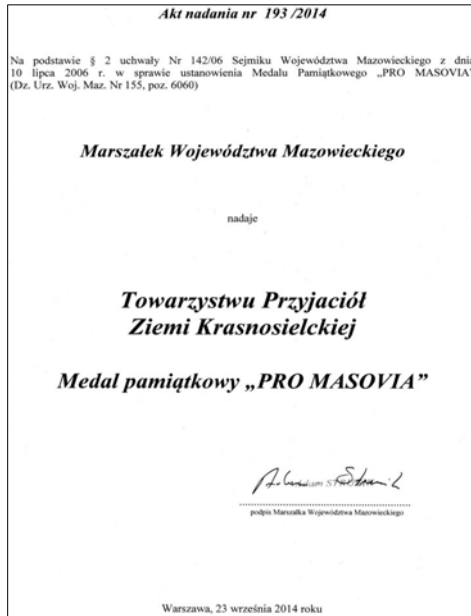 Akt nadania nr 193 /2014
Na podstawie § 2 uchwały Nr 142/06 Sejmiku Województwa Mazowieckiego z dnia
10 lipca 2006 r. w sprawie ustanowienia Medalu Pamiątkowego „PRO MASOVIA”
(Dz. Urz. Woj. Maz. Nr 155, poz. 6060)
Marszałek Województwa Mazowieckiego
nadaje
Towarzystwu Przyjaciół
Ziemi Krasnosielckiej
Medal pamiątkowy „PRO MASOVIA”
podpis Marszałka Województwa Mazowieckiego
Warszawa, 23 września 2014 roku